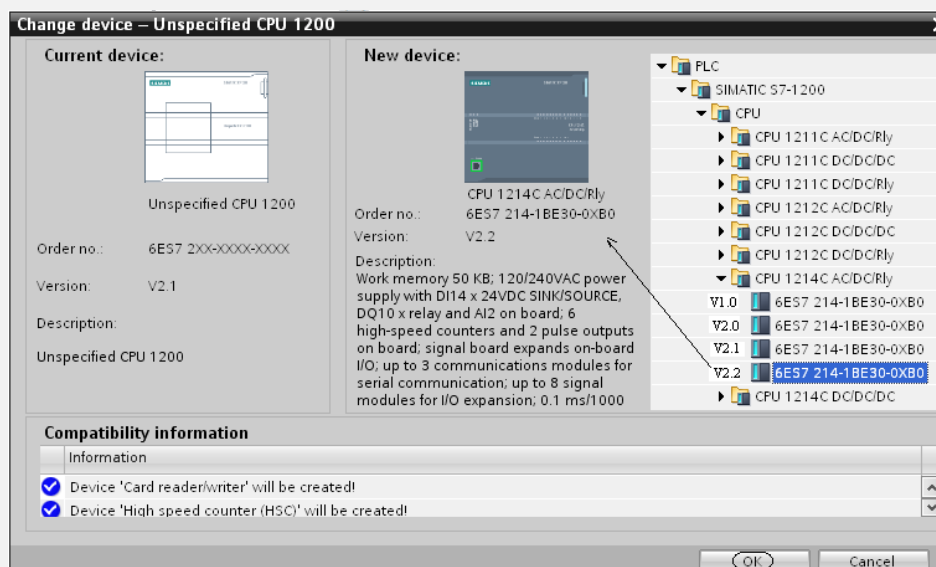 Change device – Unspecified CPU 1200
Current device:
SIEMENS
Unspecified CPU 1200
Order no.: 6ES7 2XX-XXXX-XXXX
Version: V2.1
Description:
Unspecified CPU 1200
New device:
SIEMENS
CPU 1214C AC/DC/Rly
Order no.: 6ES7 214-1BE30-0XB0
Version: V2.2
Description:
Work memory 50 KB; 120/240VAC power
supply with DI14 x 24VDC SINK/SOURCE,
DQ10 x relay and AI2 on board; 6
high-speed counters and 2 pulse outputs
on board; signal board expands on-board
I/O; up to 3 communications modules for
serial communication; up to 8 signal
modules for I/O expansion; 0.1 ms/1000
PLC
SIMATIC S7-1200
CPU
CPU 1211C AC/DC/Rly
CPU 1211C DC/DC/DC
CPU 1211C DC/DC/Rly
CPU 1212C AC/DC/Rly
CPU 1212C DC/DC/DC
CPU 1212C DC/DC/Rly
CPU 1214C AC/DC/Rly
V1.0 6ES7 214-1BE30-0XB0
V2.0 6ES7 214-1BE30-0XB0
V2.1 6ES7 214-1BE30-0XB0
V2.2 6ES7 214-1BE30-0XB0
CPU 1214C DC/DC/DC
Compatibility information
Information
Device 'Card reader/writer' will be created!
Device 'High speed counter (HSC)' will be created!
OK
Cancel